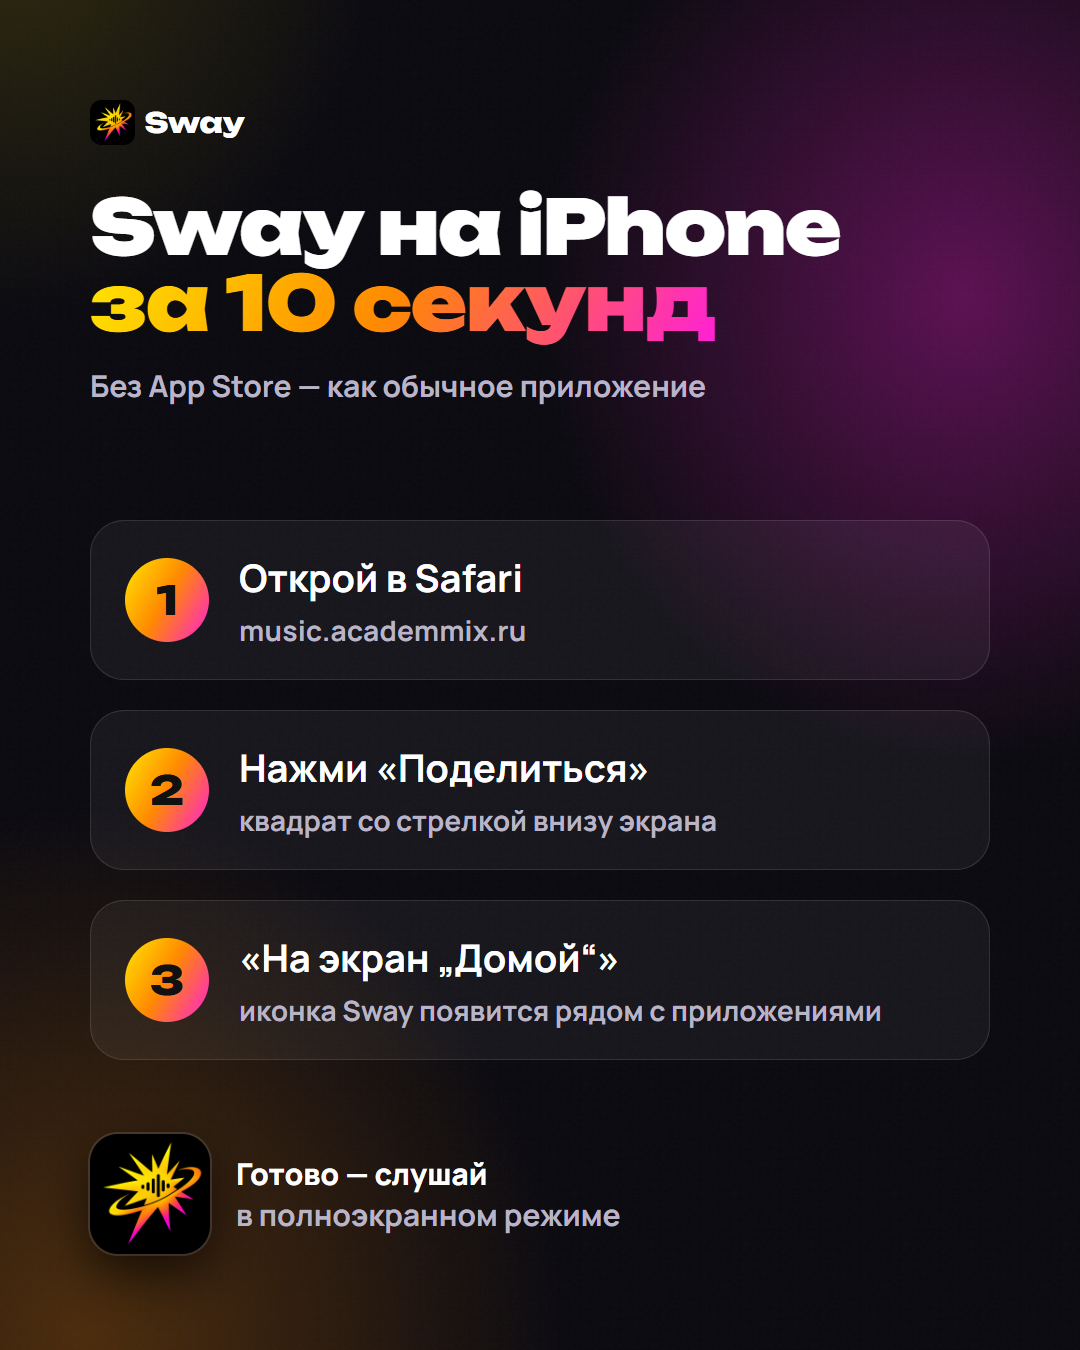 Sway
Sway на iPhone
за 10 секунд
Без App Store — как обычное приложение
1
Открой в Safari
music.academmix.ru
2
Нажми «Поделиться»
квадрат со стрелкой внизу экрана
3
«На экран „Домой“»
иконка Sway появится рядом с приложениями
Готово — слушай
в полноэкранном режиме